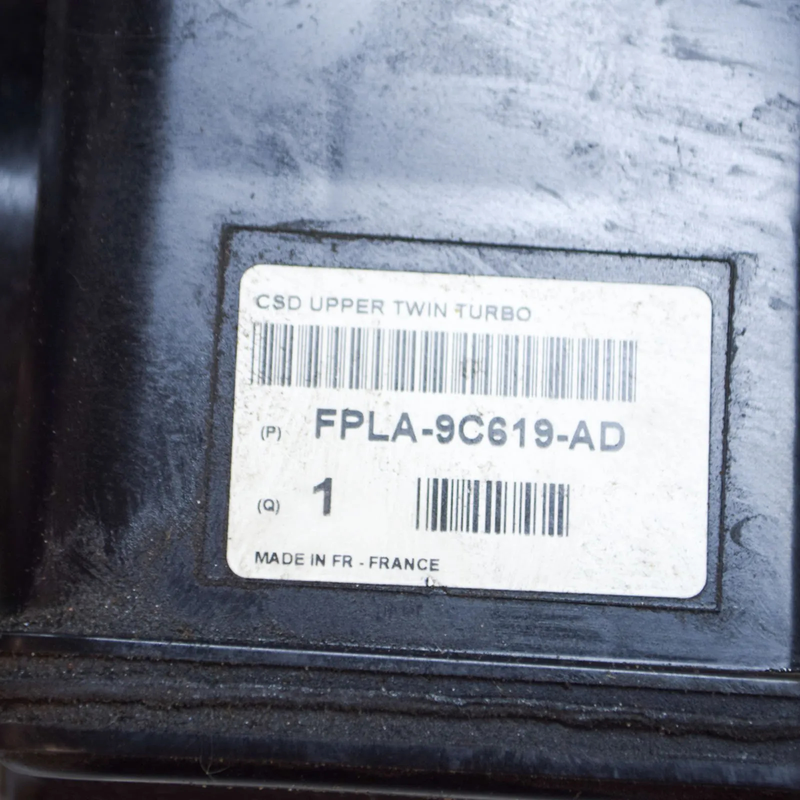 CSD UPPER TWIN TURBO
(P) FPLA-9C619-AD
(Q) 1
MADE IN FR - FRANCE